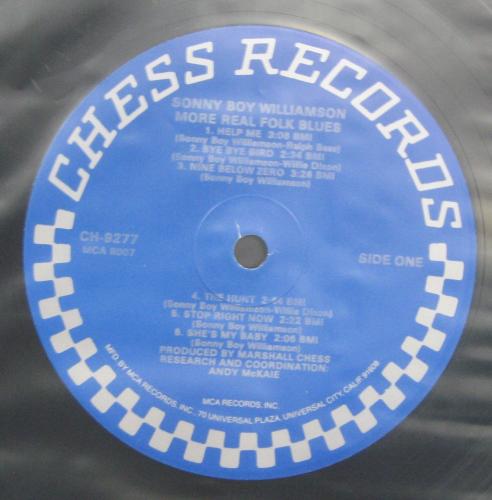 CHESS RECORDS
SONNY BOY WILLIAMSON
MORE REAL FOLK BLUES
1. HELP ME 3:08 BMI
(Sonny Boy Williamson-Ralph Bass)
2. BYE BYE BIRD 2:34 BMI
(Sonny Boy Williamson-Willie Dixon)
3. NINE BELOW ZERO 3:26 BMI
(Sonny Boy Williamson)
CH-9277
MCA 8007
SIDE ONE
4. THE HUNT BMI
(Sonny Boy Williamson-Willie Dixon)
5. STOP RIGHT NOW 2:22 BMI
(Sonny Boy Williamson)
6. SHE'S MY BABY 2:06 BMI
(Sonny Boy Williamson)
PRODUCED BY MARSHALL CHESS
RESEARCH AND COORDINATION:
ANDY McKAIE
MCA RECORDS, INC.
MF'D. BY MCA RECORDS, INC., 70 UNIVERSAL PLAZA, UNIVERSAL CITY, CALIF. 91608